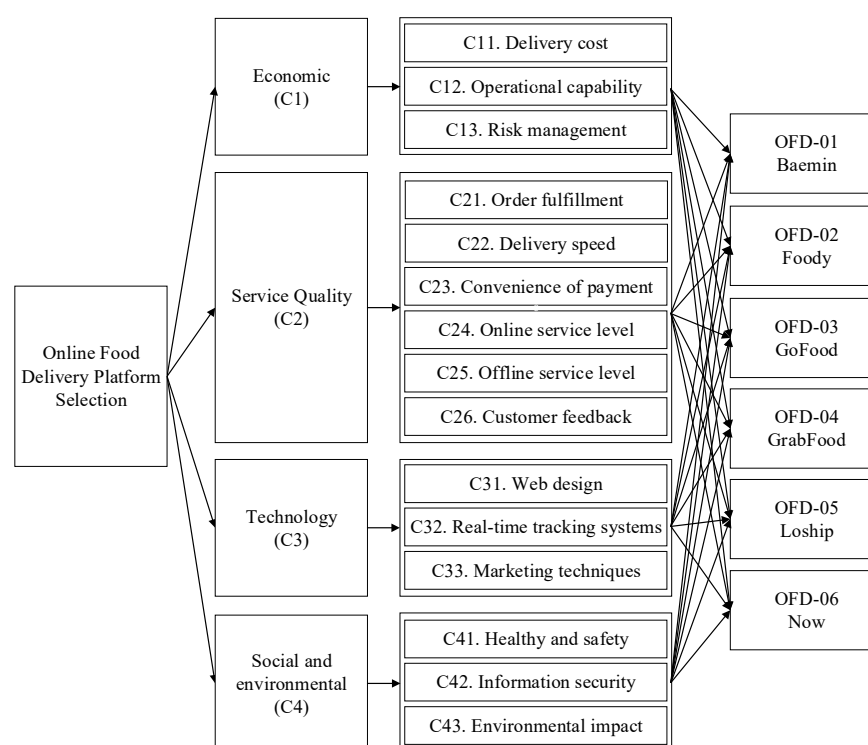 Online Food
Delivery Platform
Selection
Economic
(C1)
Service Quality
(C2)
Technology
(C3)
Social and
environmental
(C4)
C11. Delivery cost
C12. Operational capability
C13. Risk management
C21. Order fulfillment
C22. Delivery speed
C23. Convenience of payment
C24. Online service level
C25. Offline service level
C26. Customer feedback
C31. Web design
C32. Real-time tracking systems
C33. Marketing techniques
C41. Healthy and safety
C42. Information security
C43. Environmental impact
OFD-01
Baemin
OFD-02
Foody
OFD-03
GoFood
OFD-04
GrabFood
OFD-05
Loship
OFD-06
Now